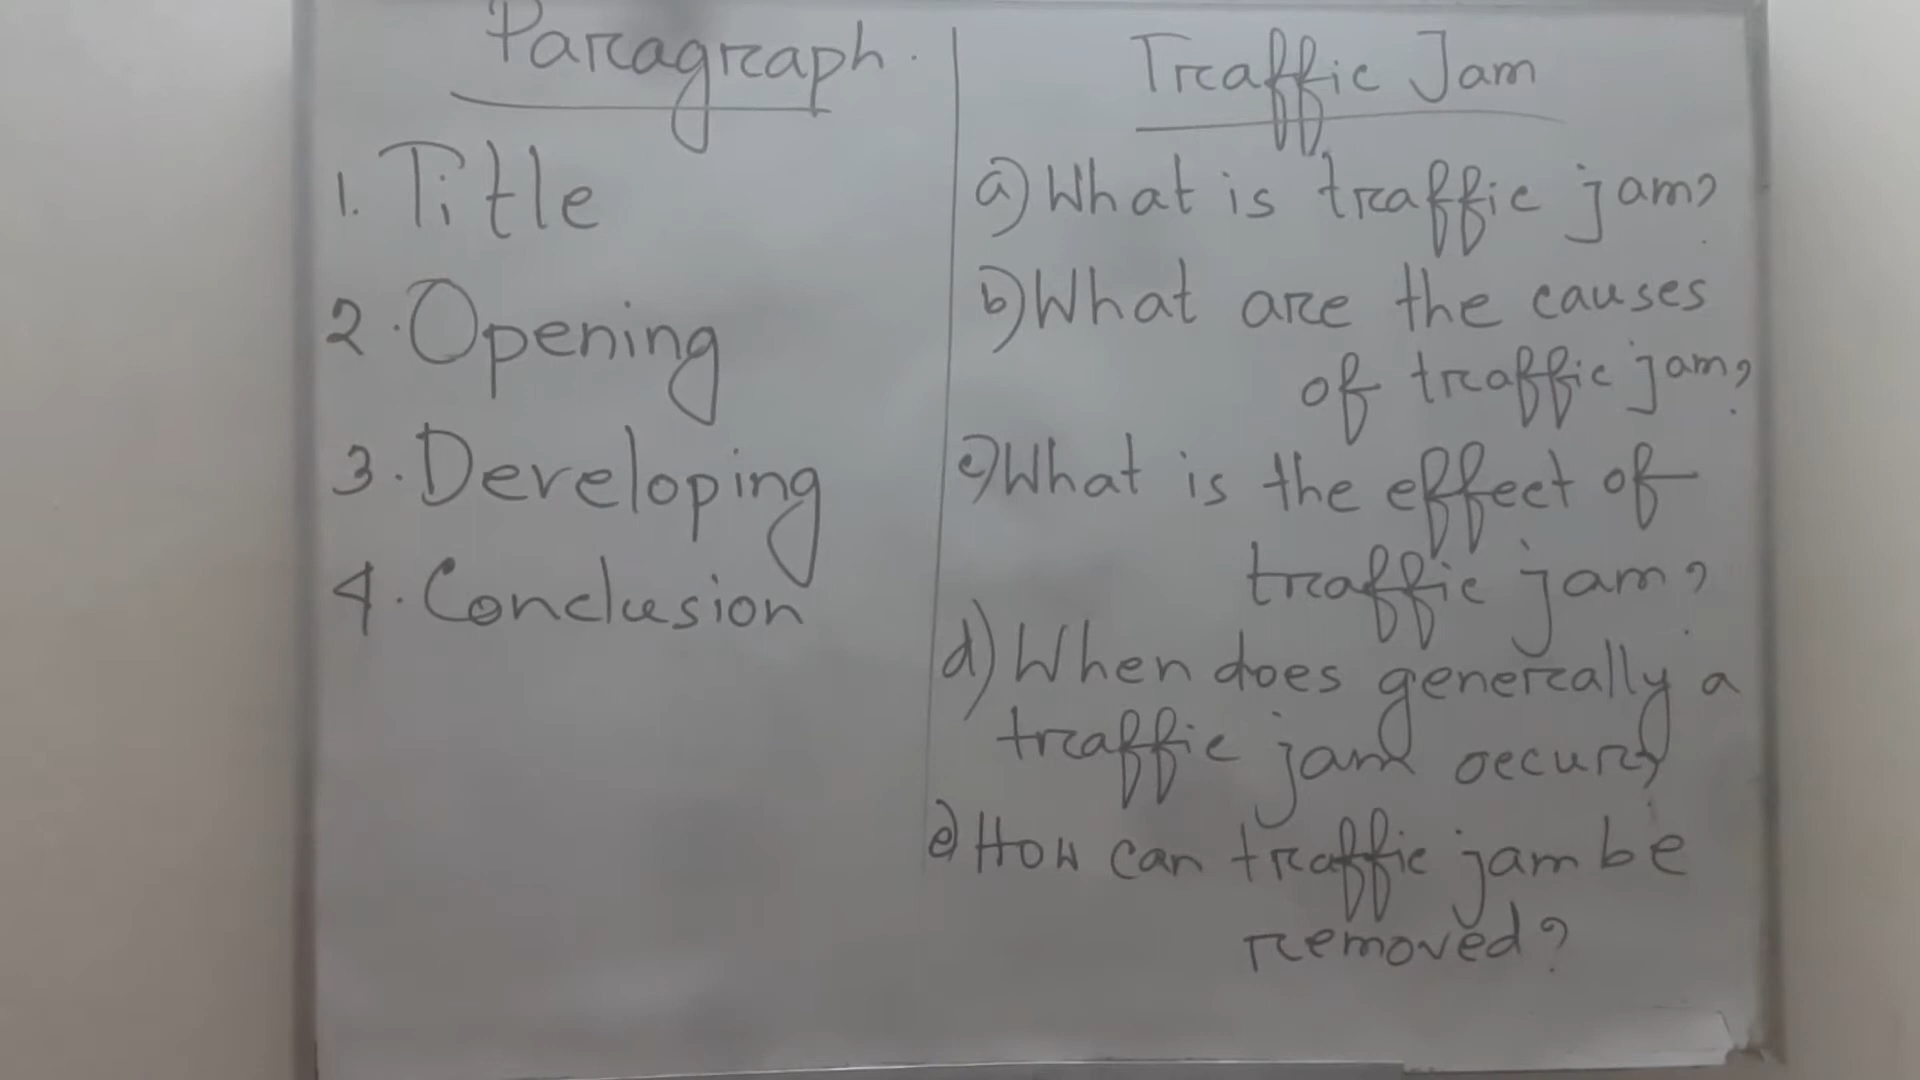 Paragraph.
1. Title
2. Opening
3. Developing
4. Conclusion
Traffic Jam
a) What is traffic jam?
b) What are the causes
of traffic jam?
c) What is the effect of
traffic jam?
d) When does generally a
traffic jam occur?
e) How can traffic jam be
removed?